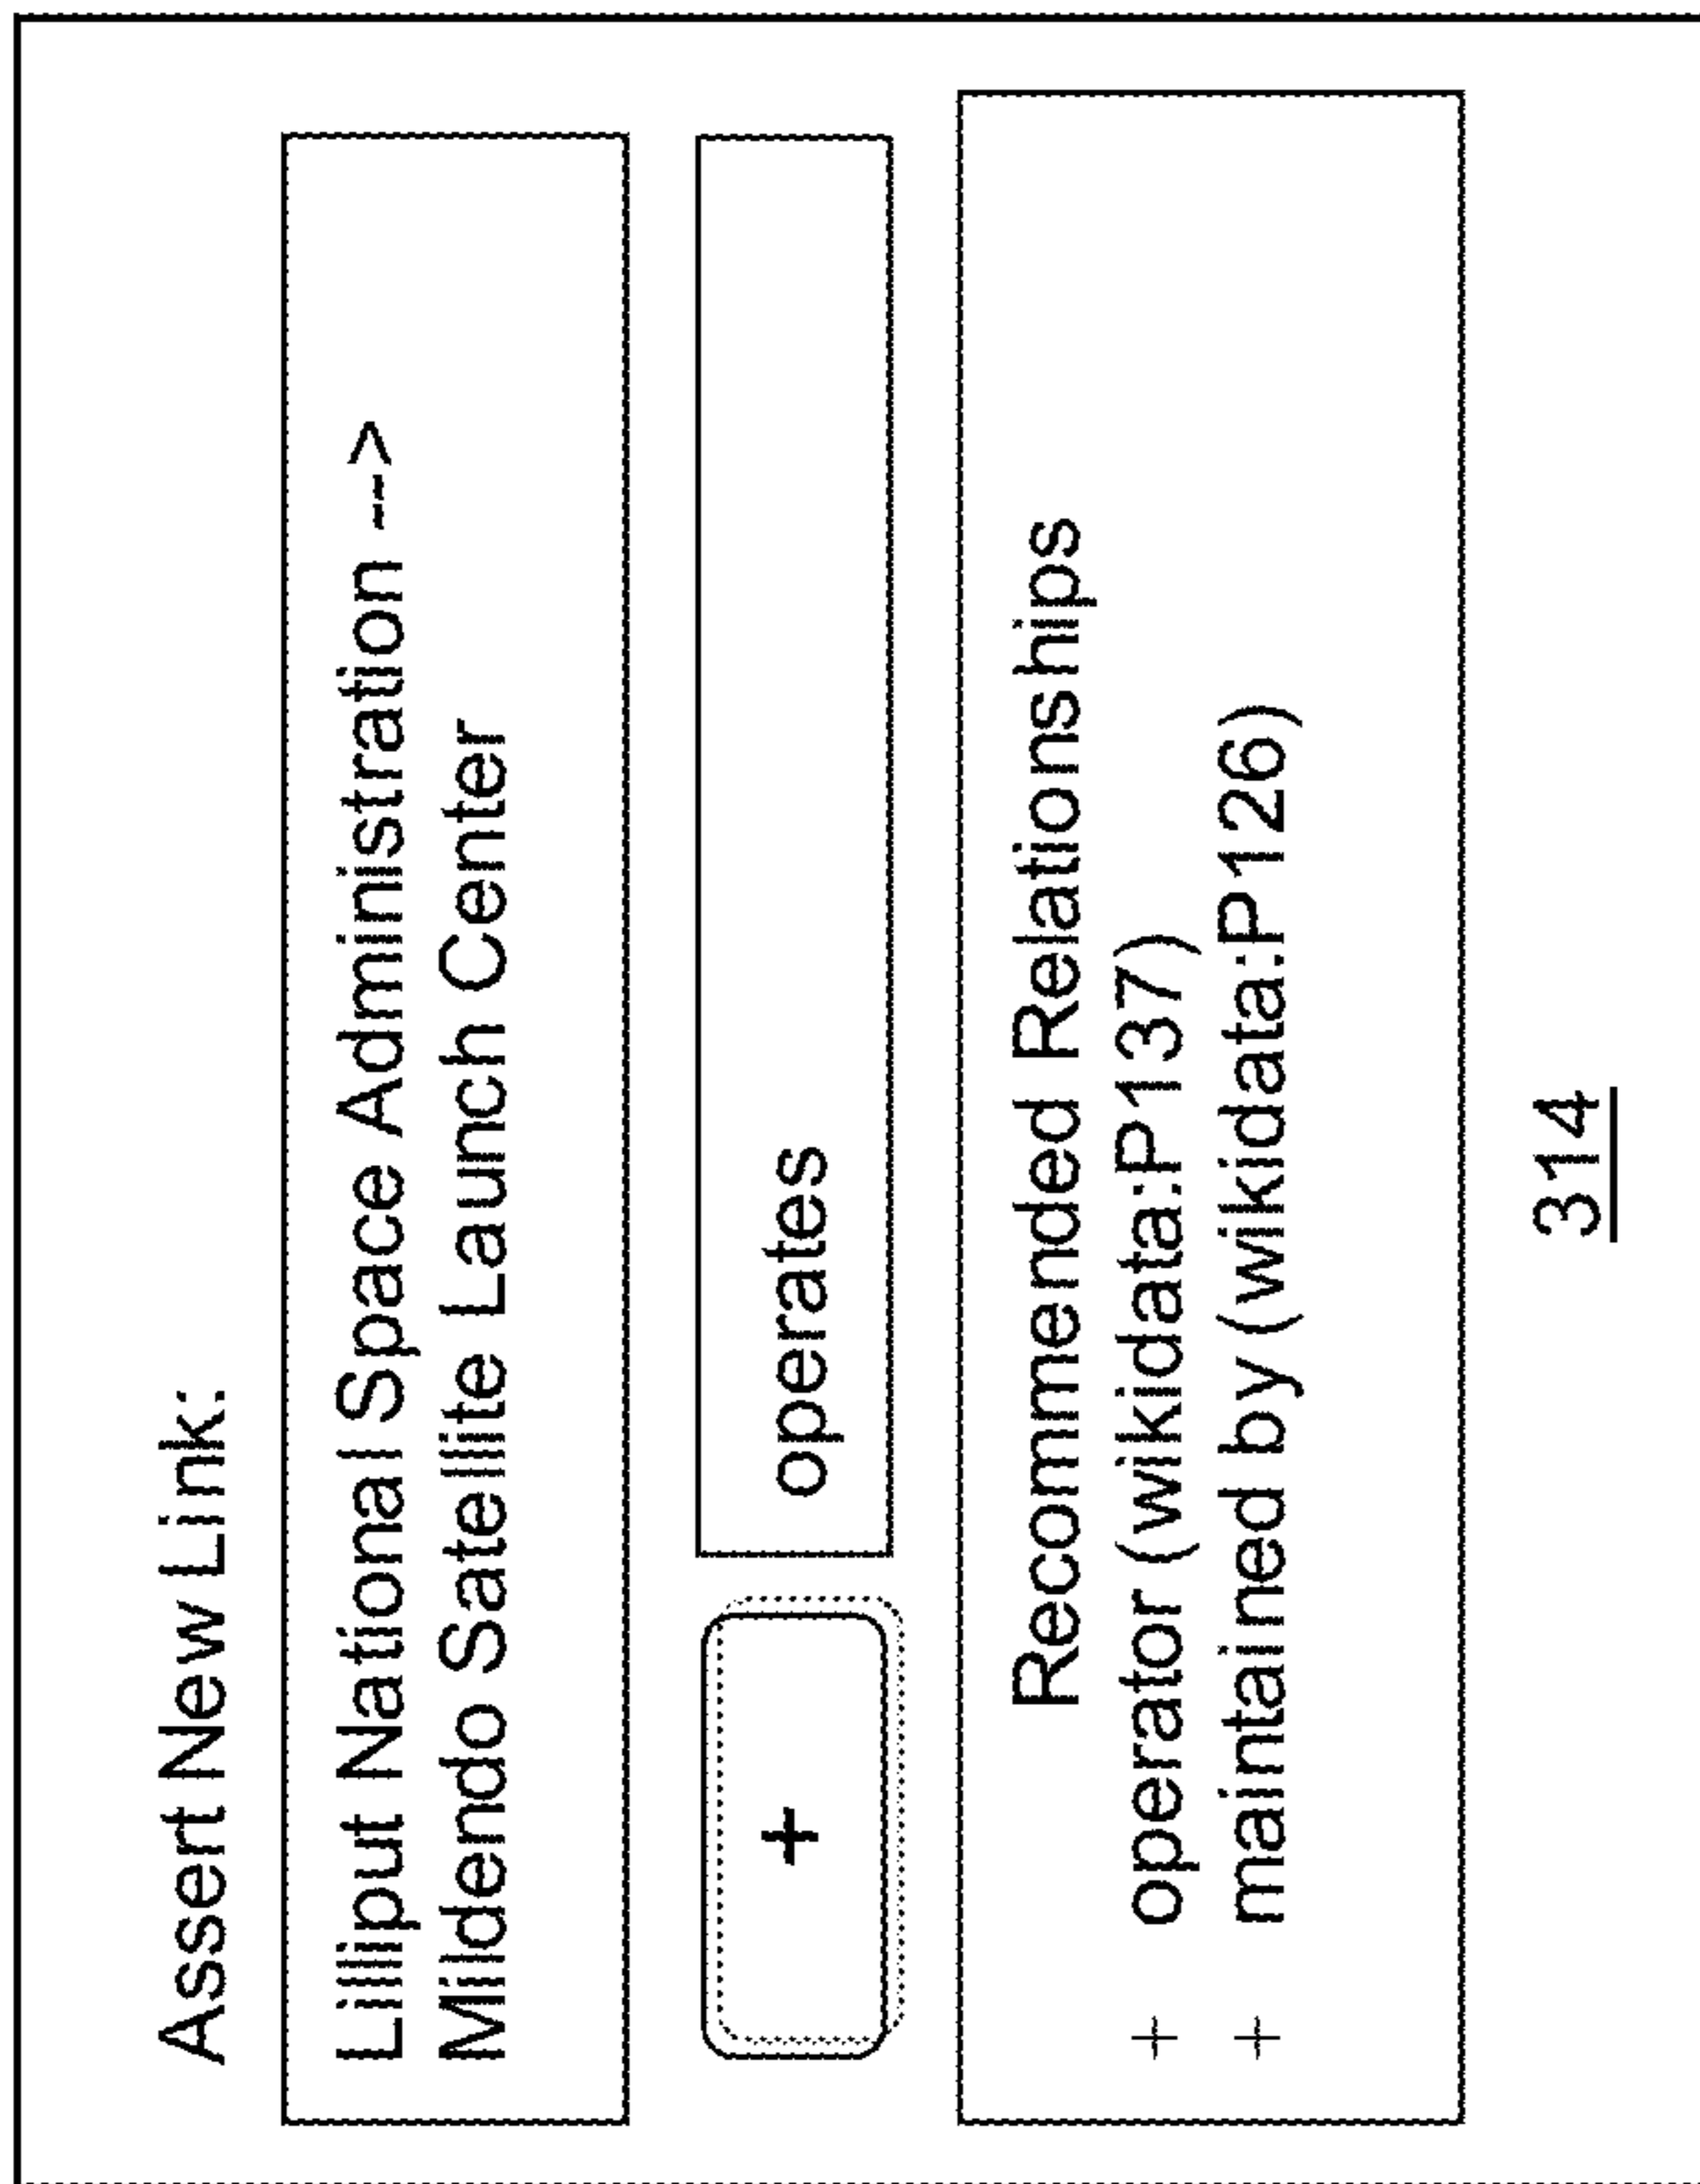 Assert New Link:
Lilliput National Space Administration -->
Mildendo Satellite Launch Center
+ operates
Recommended Relationships
+ operator (wikidata:P137)
+ maintained by (wikidata:P126)
314